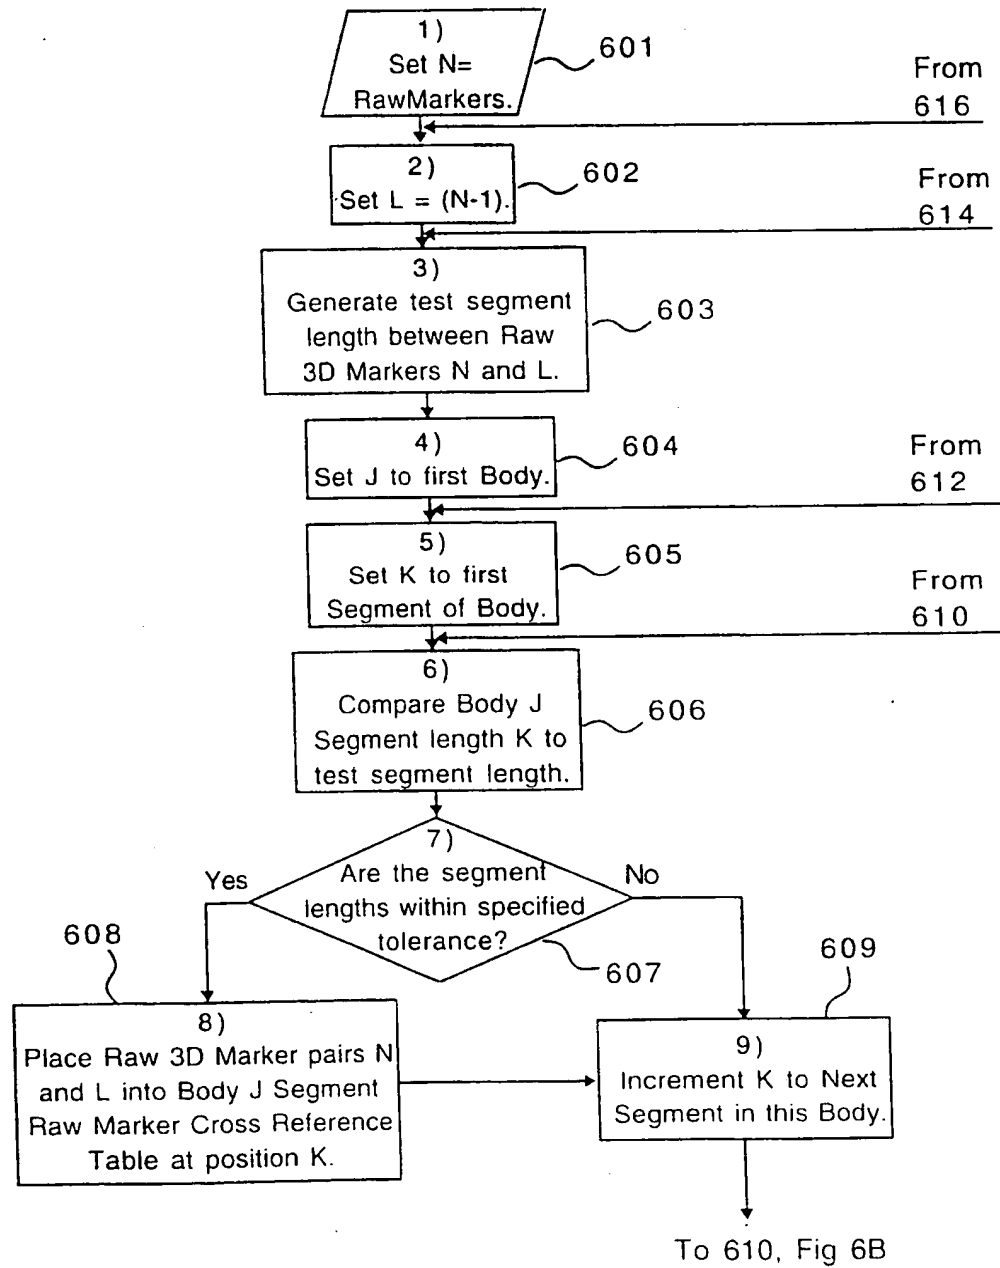 1)
Set N=
RawMarkers.
601
From
616
2)
Set L = (N-1).
602
From
614
3)
Generate test segment
length between Raw
3D Markers N and L.
603
4)
Set J to first Body.
604
From
612
5)
Set K to first
Segment of Body.
605
From
610
6)
Compare Body J
Segment length K to
test segment length.
606
7)
Are the segment
lengths within specified
tolerance?
Yes
No
607
608
8)
Place Raw 3D Marker pairs N
and L into Body J Segment
Raw Marker Cross Reference
Table at position K.
609
9)
Increment K to Next
Segment in this Body.
To 610, Fig 6B